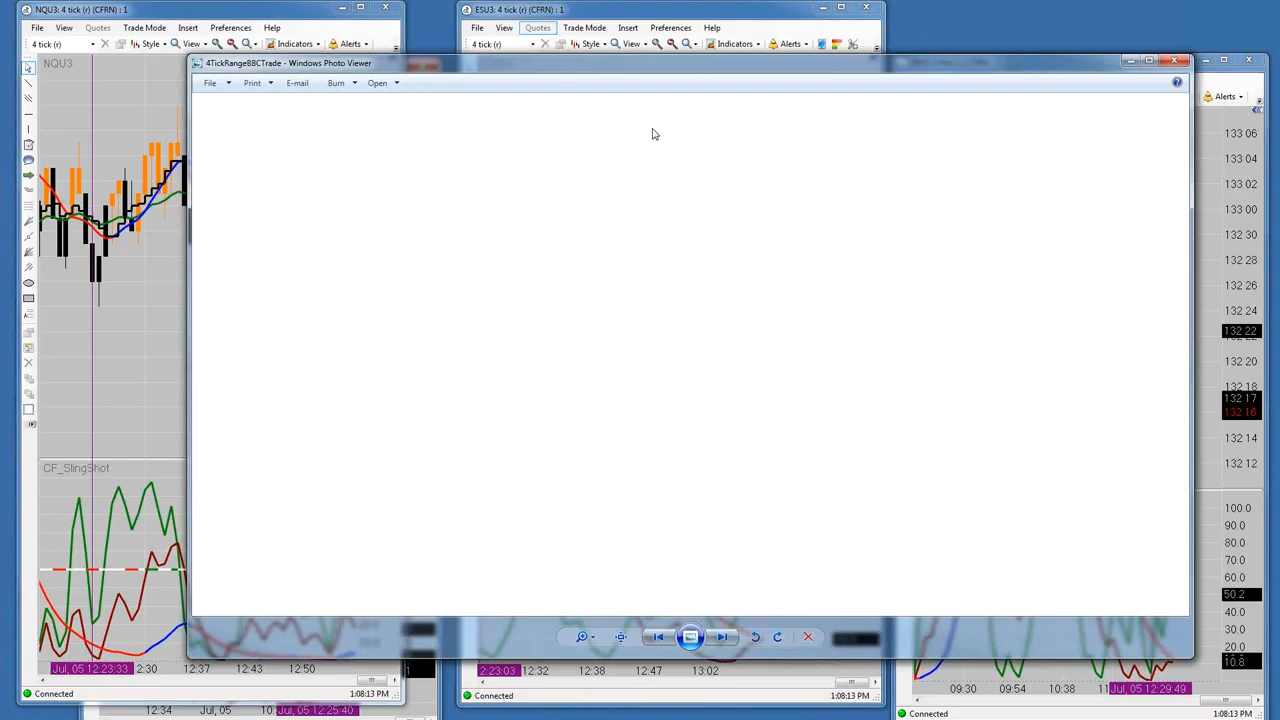 NQU3: 4 tick (r) (CFRN) : 1
File View Quotes Trade Mode Insert Preferences Help
4 tick (r) Style View Indicators Alerts
NQU3
CF_SlingShot
Jul, 05 12:23:33 2:30 12:37 12:43 12:50
Connected 1:08:13 PM
12:34 Jul, 05 10: Jul, 05 12:25:40
ESU3: 4 tick (r) (CFRN) : 1
File View Quotes Trade Mode Insert Preferences Help
4 tick (r) Style View Indicators Alerts
4TickRangeBBCTrade - Windows Photo Viewer
File Print E-mail Burn Open
2:23:03 12:32 12:38 12:47 13:02
Connected 1:08:13 PM
Alerts
133 06
133 04
133 02
133 00
132 30
132 28
132 26
132 24
132 22
132 20
132 18
132 17
132 16
132 14
132 12
100.0
90.0
80.0
70.0
60.0
50.2
40.0
30.0
20.0
10.8
09:30 09:54 10:38 11 Jul, 05 12:29:49
Connected 1:08:13 PM